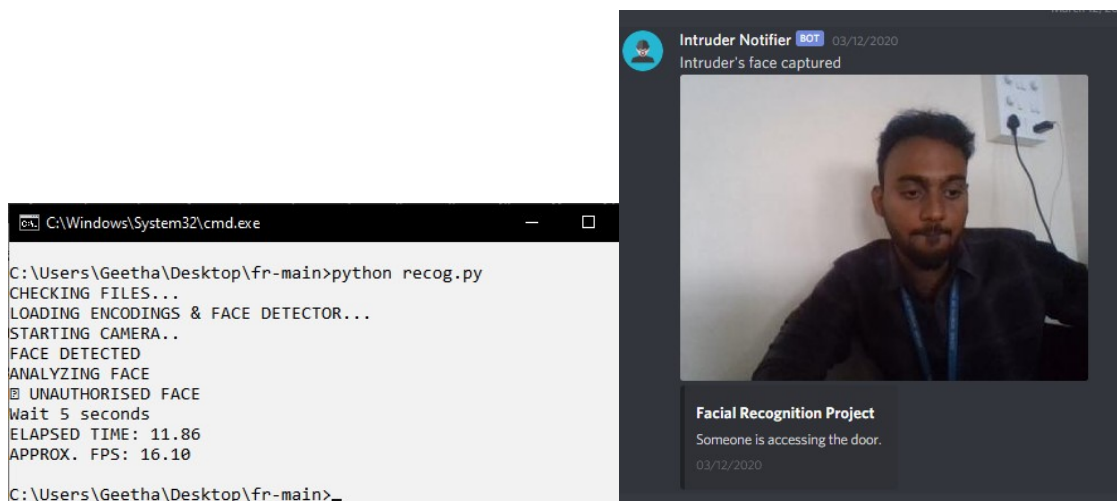 C:\Windows\System32\cmd.exe
C:\Users\Geetha\Desktop\fr-main>python recog.py
CHECKING FILES...
LOADING ENCODINGS & FACE DETECTOR...
STARTING CAMERA..
FACE DETECTED
ANALYZING FACE
UNAUTHORISED FACE
Wait 5 seconds
ELAPSED TIME: 11.86
APPROX. FPS: 16.10
C:\Users\Geetha\Desktop\fr-main>_
Intruder Notifier BOT 03/12/2020
Intruder's face captured
Facial Recognition Project
Someone is accessing the door.
03/12/2020